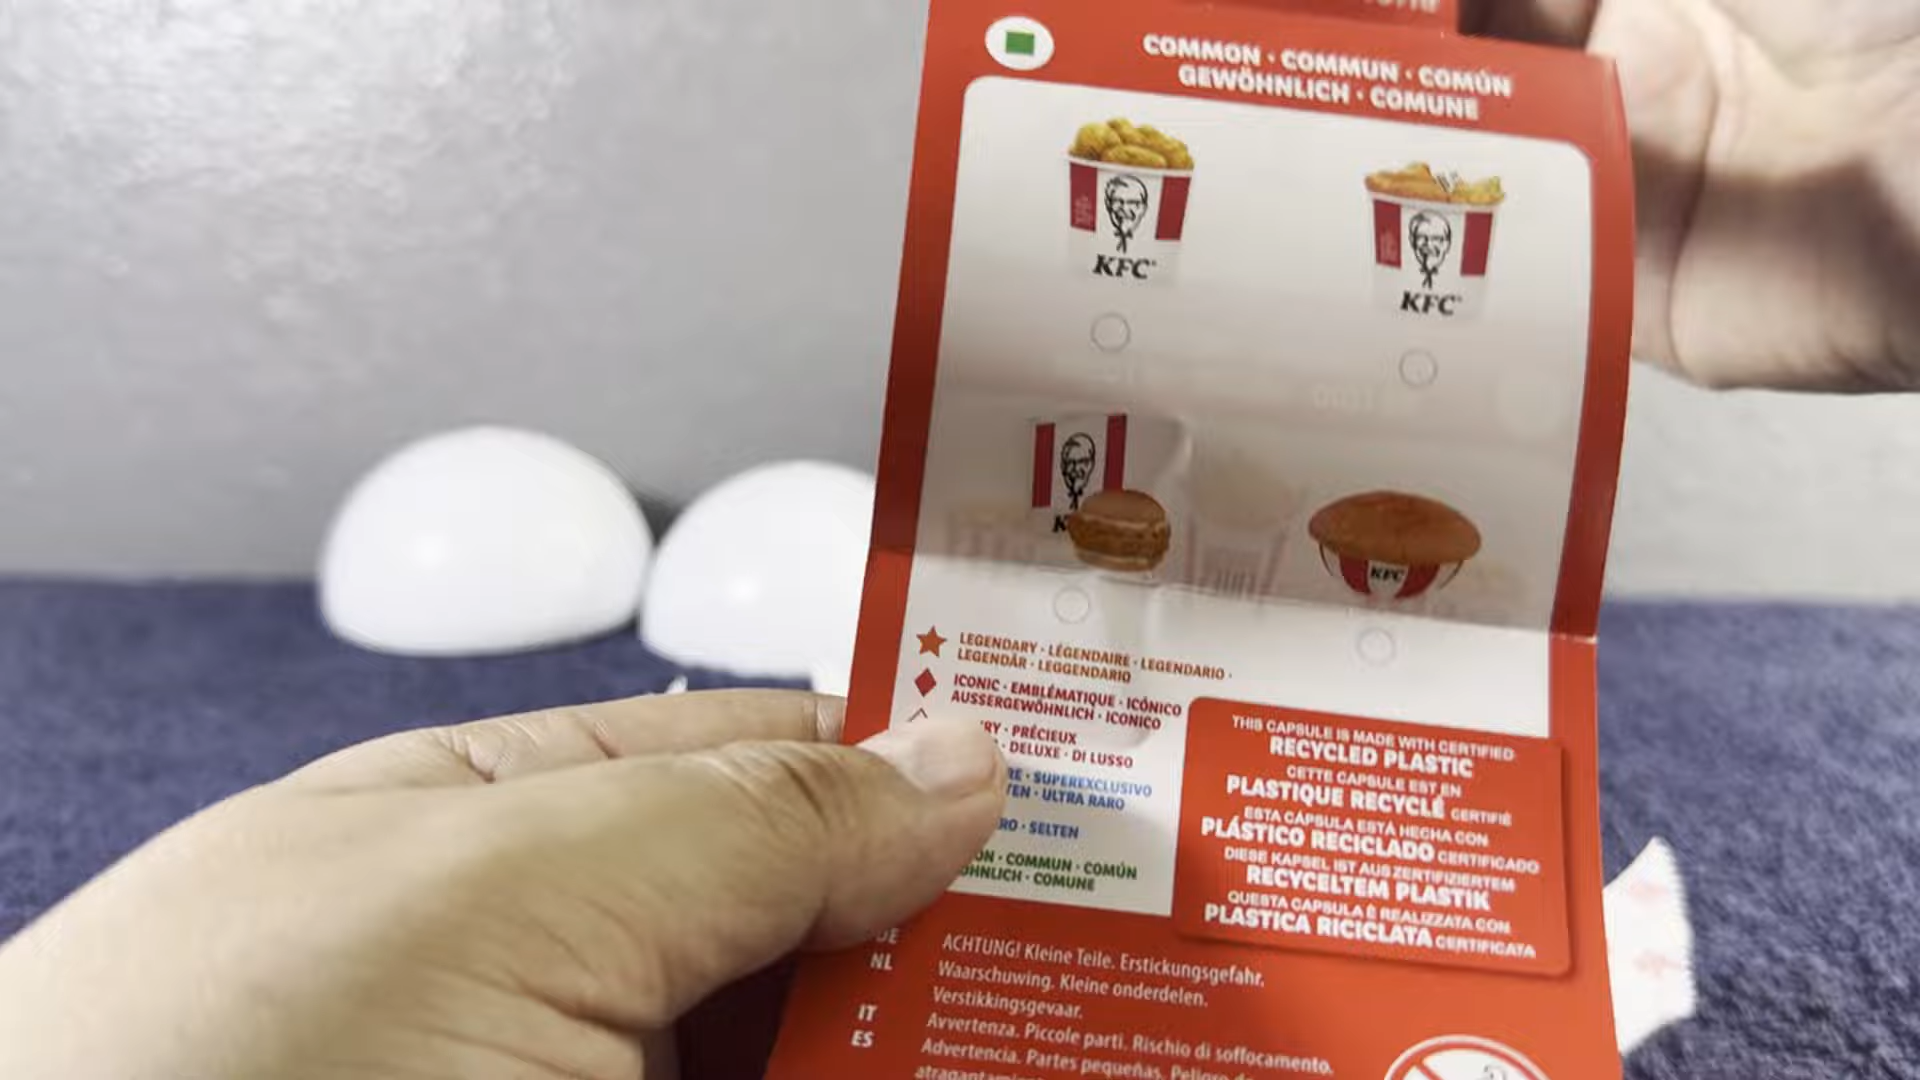 COMMON · COMMUN · COMÚN
GEWÖHNLICH · COMUNE
KFC
KFC
KFC
LEGENDARY · LÉGENDAIRE · LEGENDARIO ·
LEGENDÄR · LEGGENDARIO
ICONIC · EMBLÉMATIQUE · ICÓNICO
AUSSERGEWÖHNLICH · ICONICO
· PRÉCIEUX
· DELUXE · DI LUSSO
· SUPEREXCLUSIVO
· ULTRA RARO
· SELTEN
· COMMUN · COMÚN
· COMUNE
THIS CAPSULE IS MADE WITH CERTIFIED
RECYCLED PLASTIC
CETTE CAPSULE EST EN
PLASTIQUE RECYCLÉ CERTIFIÉ
ESTA CÁPSULA ESTÁ HECHA CON
PLÁSTICO RECICLADO CERTIFICADO
DIESE KAPSEL IST AUS ZERTIFIZIERTEM
RECYCELTEM PLASTIK
QUESTA CAPSULA È REALIZZATA CON
PLASTICA RICICLATA CERTIFICATA
DE ACHTUNG! Kleine Teile. Erstickungsgefahr.
NL Waarschuwing. Kleine onderdelen.
Verstikkingsgevaar.
IT Avvertenza. Piccole parti. Rischio di soffocamento.
ES Advertencia. Partes pequeñas. Peligro de